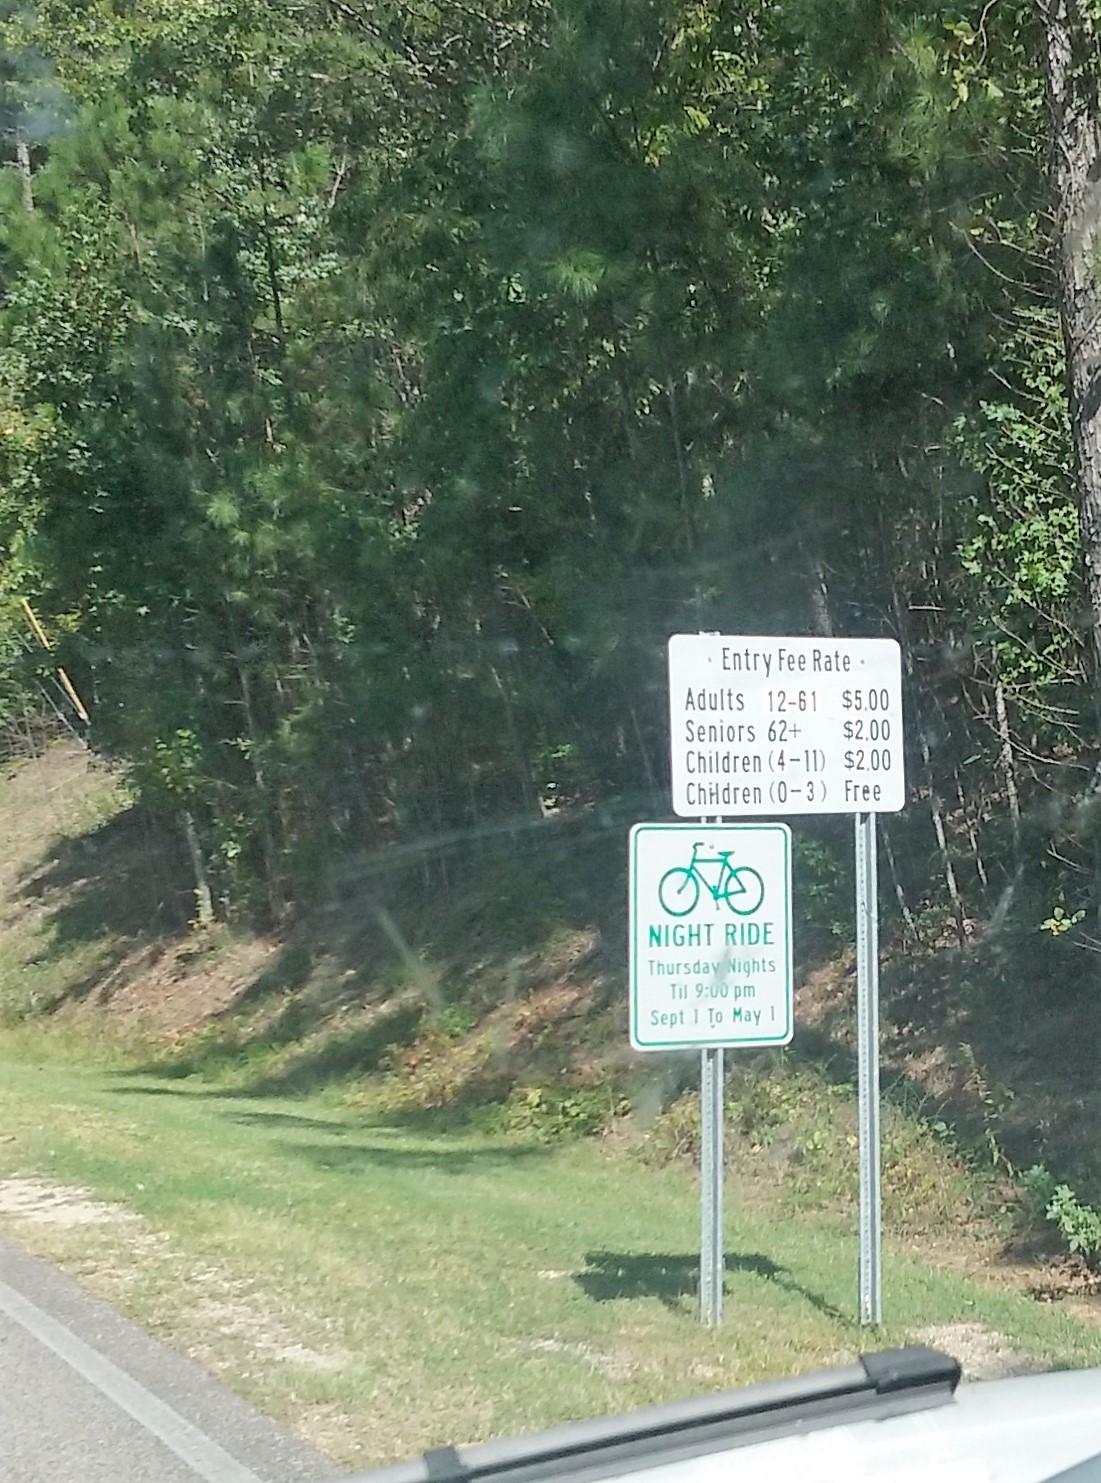 · Entry Fee Rate ·
Adults 12-61 $5.00
Seniors 62+ $2.00
Children (4-11) $2.00
Children (0-3) Free
NIGHT RIDE
Thursday Nights
Til 9:00 pm
Sept 1 To May 1